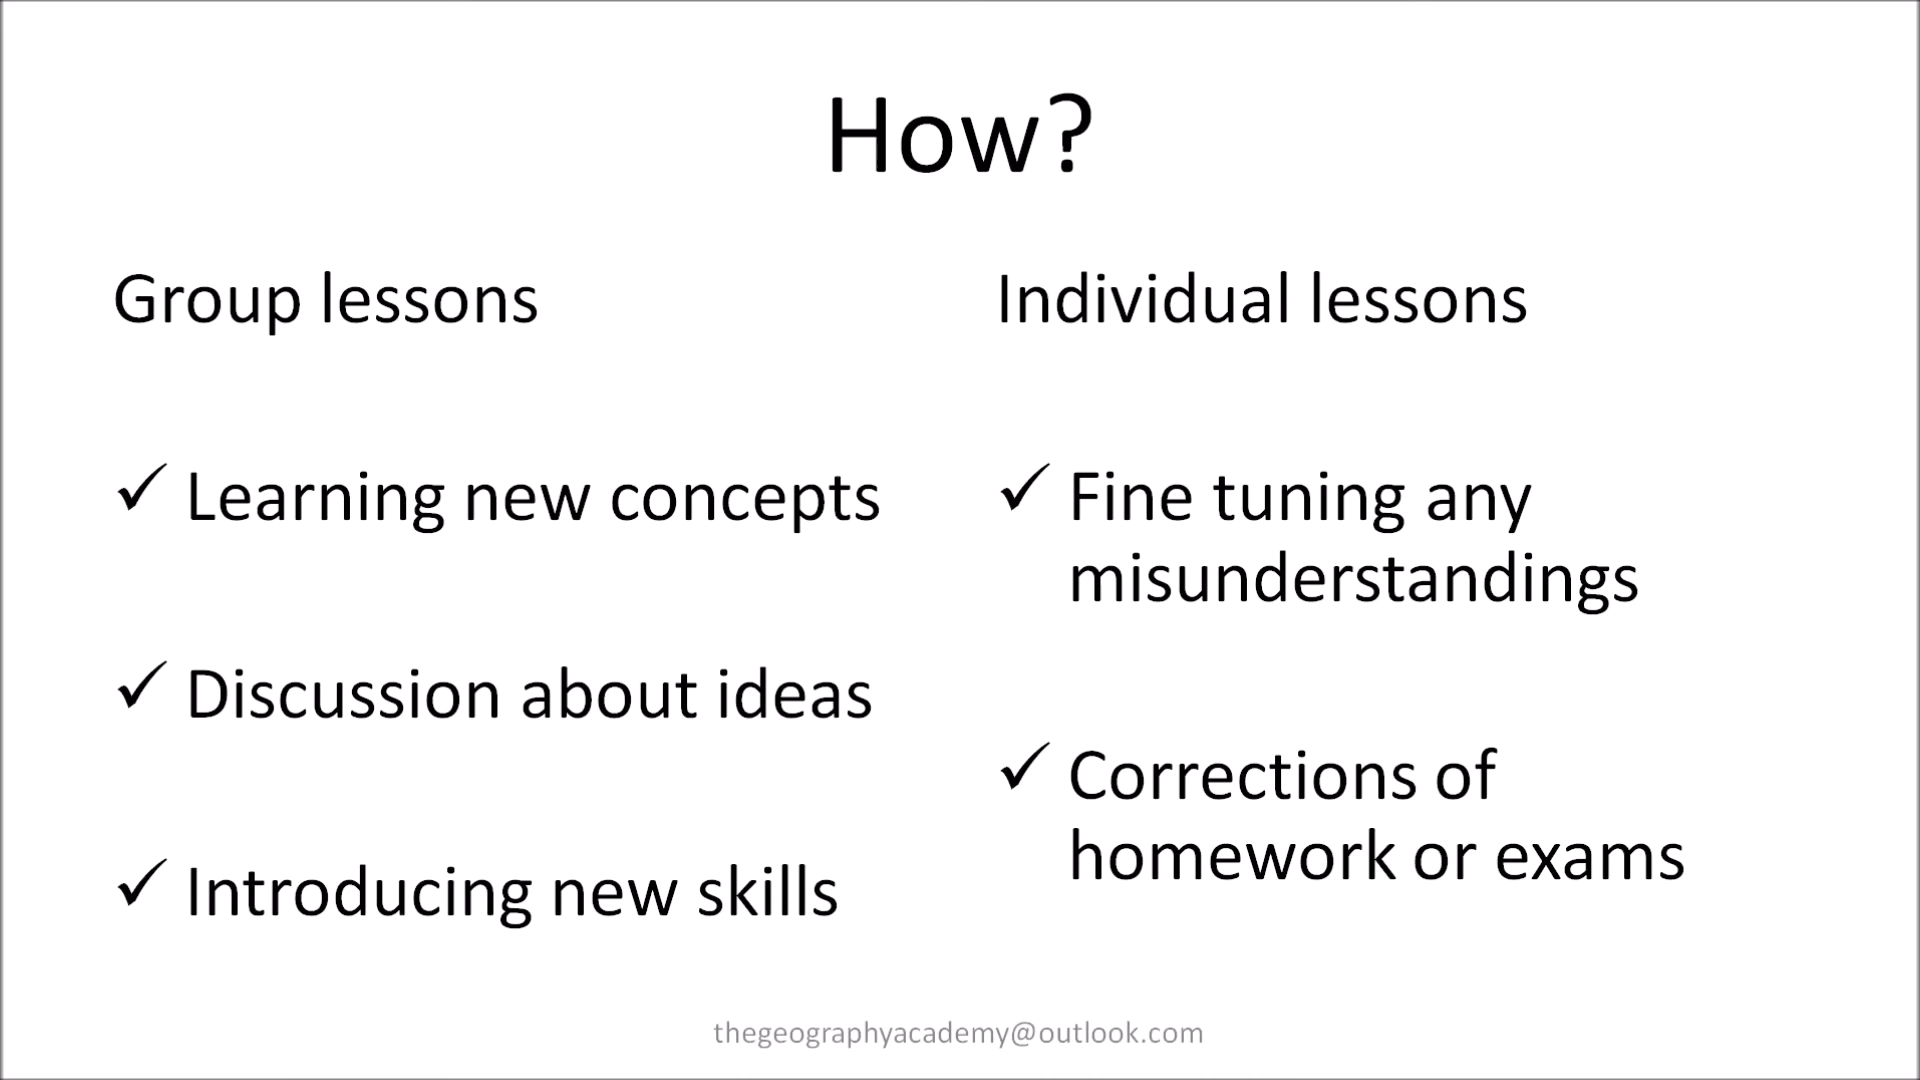 How?
Group lessons
✓ Learning new concepts
✓ Discussion about ideas
✓ Introducing new skills
Individual lessons
✓ Fine tuning any
misunderstandings
✓ Corrections of
homework or exams
thegeographyacademy@outlook.com